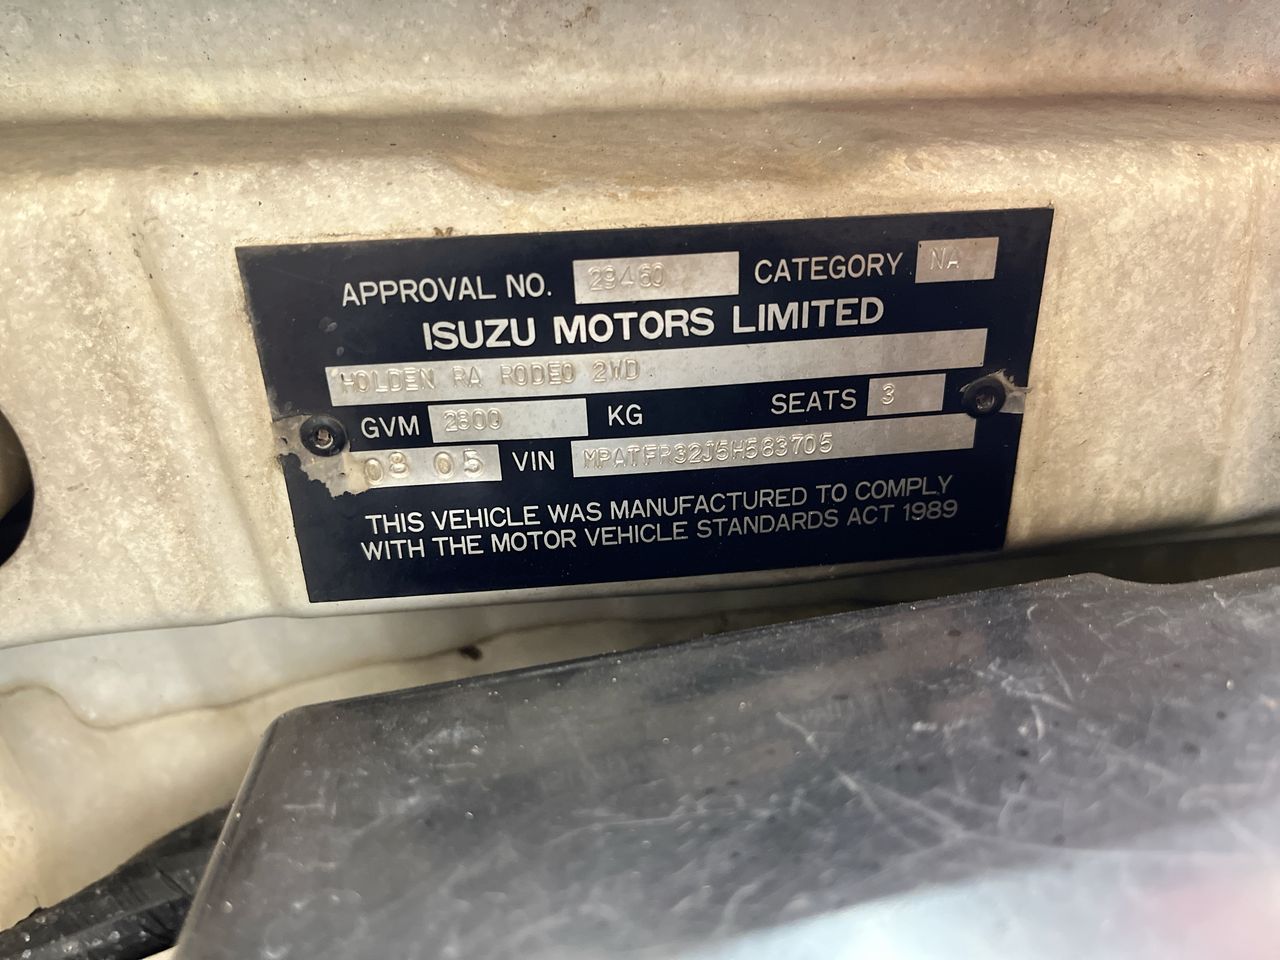 APPROVAL NO. 29460 CATEGORY NA
ISUZU MOTORS LIMITED
HOLDEN RA RODEO 2WD
GVM 2800 KG SEATS 3
08 05 VIN MPATFR32J5H583705
THIS VEHICLE WAS MANUFACTURED TO COMPLY
WITH THE MOTOR VEHICLE STANDARDS ACT 1989